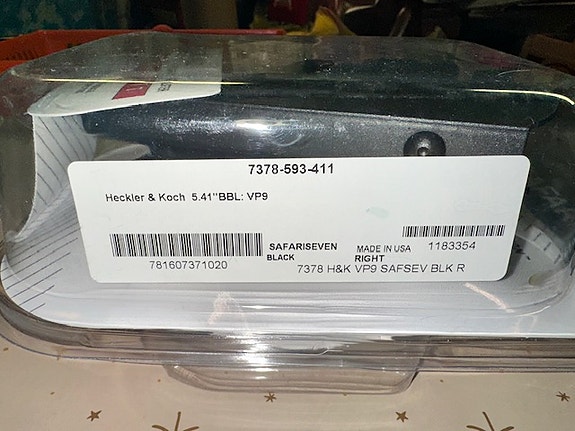 7378-593-411
Heckler & Koch 5.41"BBL: VP9
781607371020
SAFARISEVEN
BLACK
MADE IN USA
RIGHT
1183354
7378 H&K VP9 SAFSEV BLK R